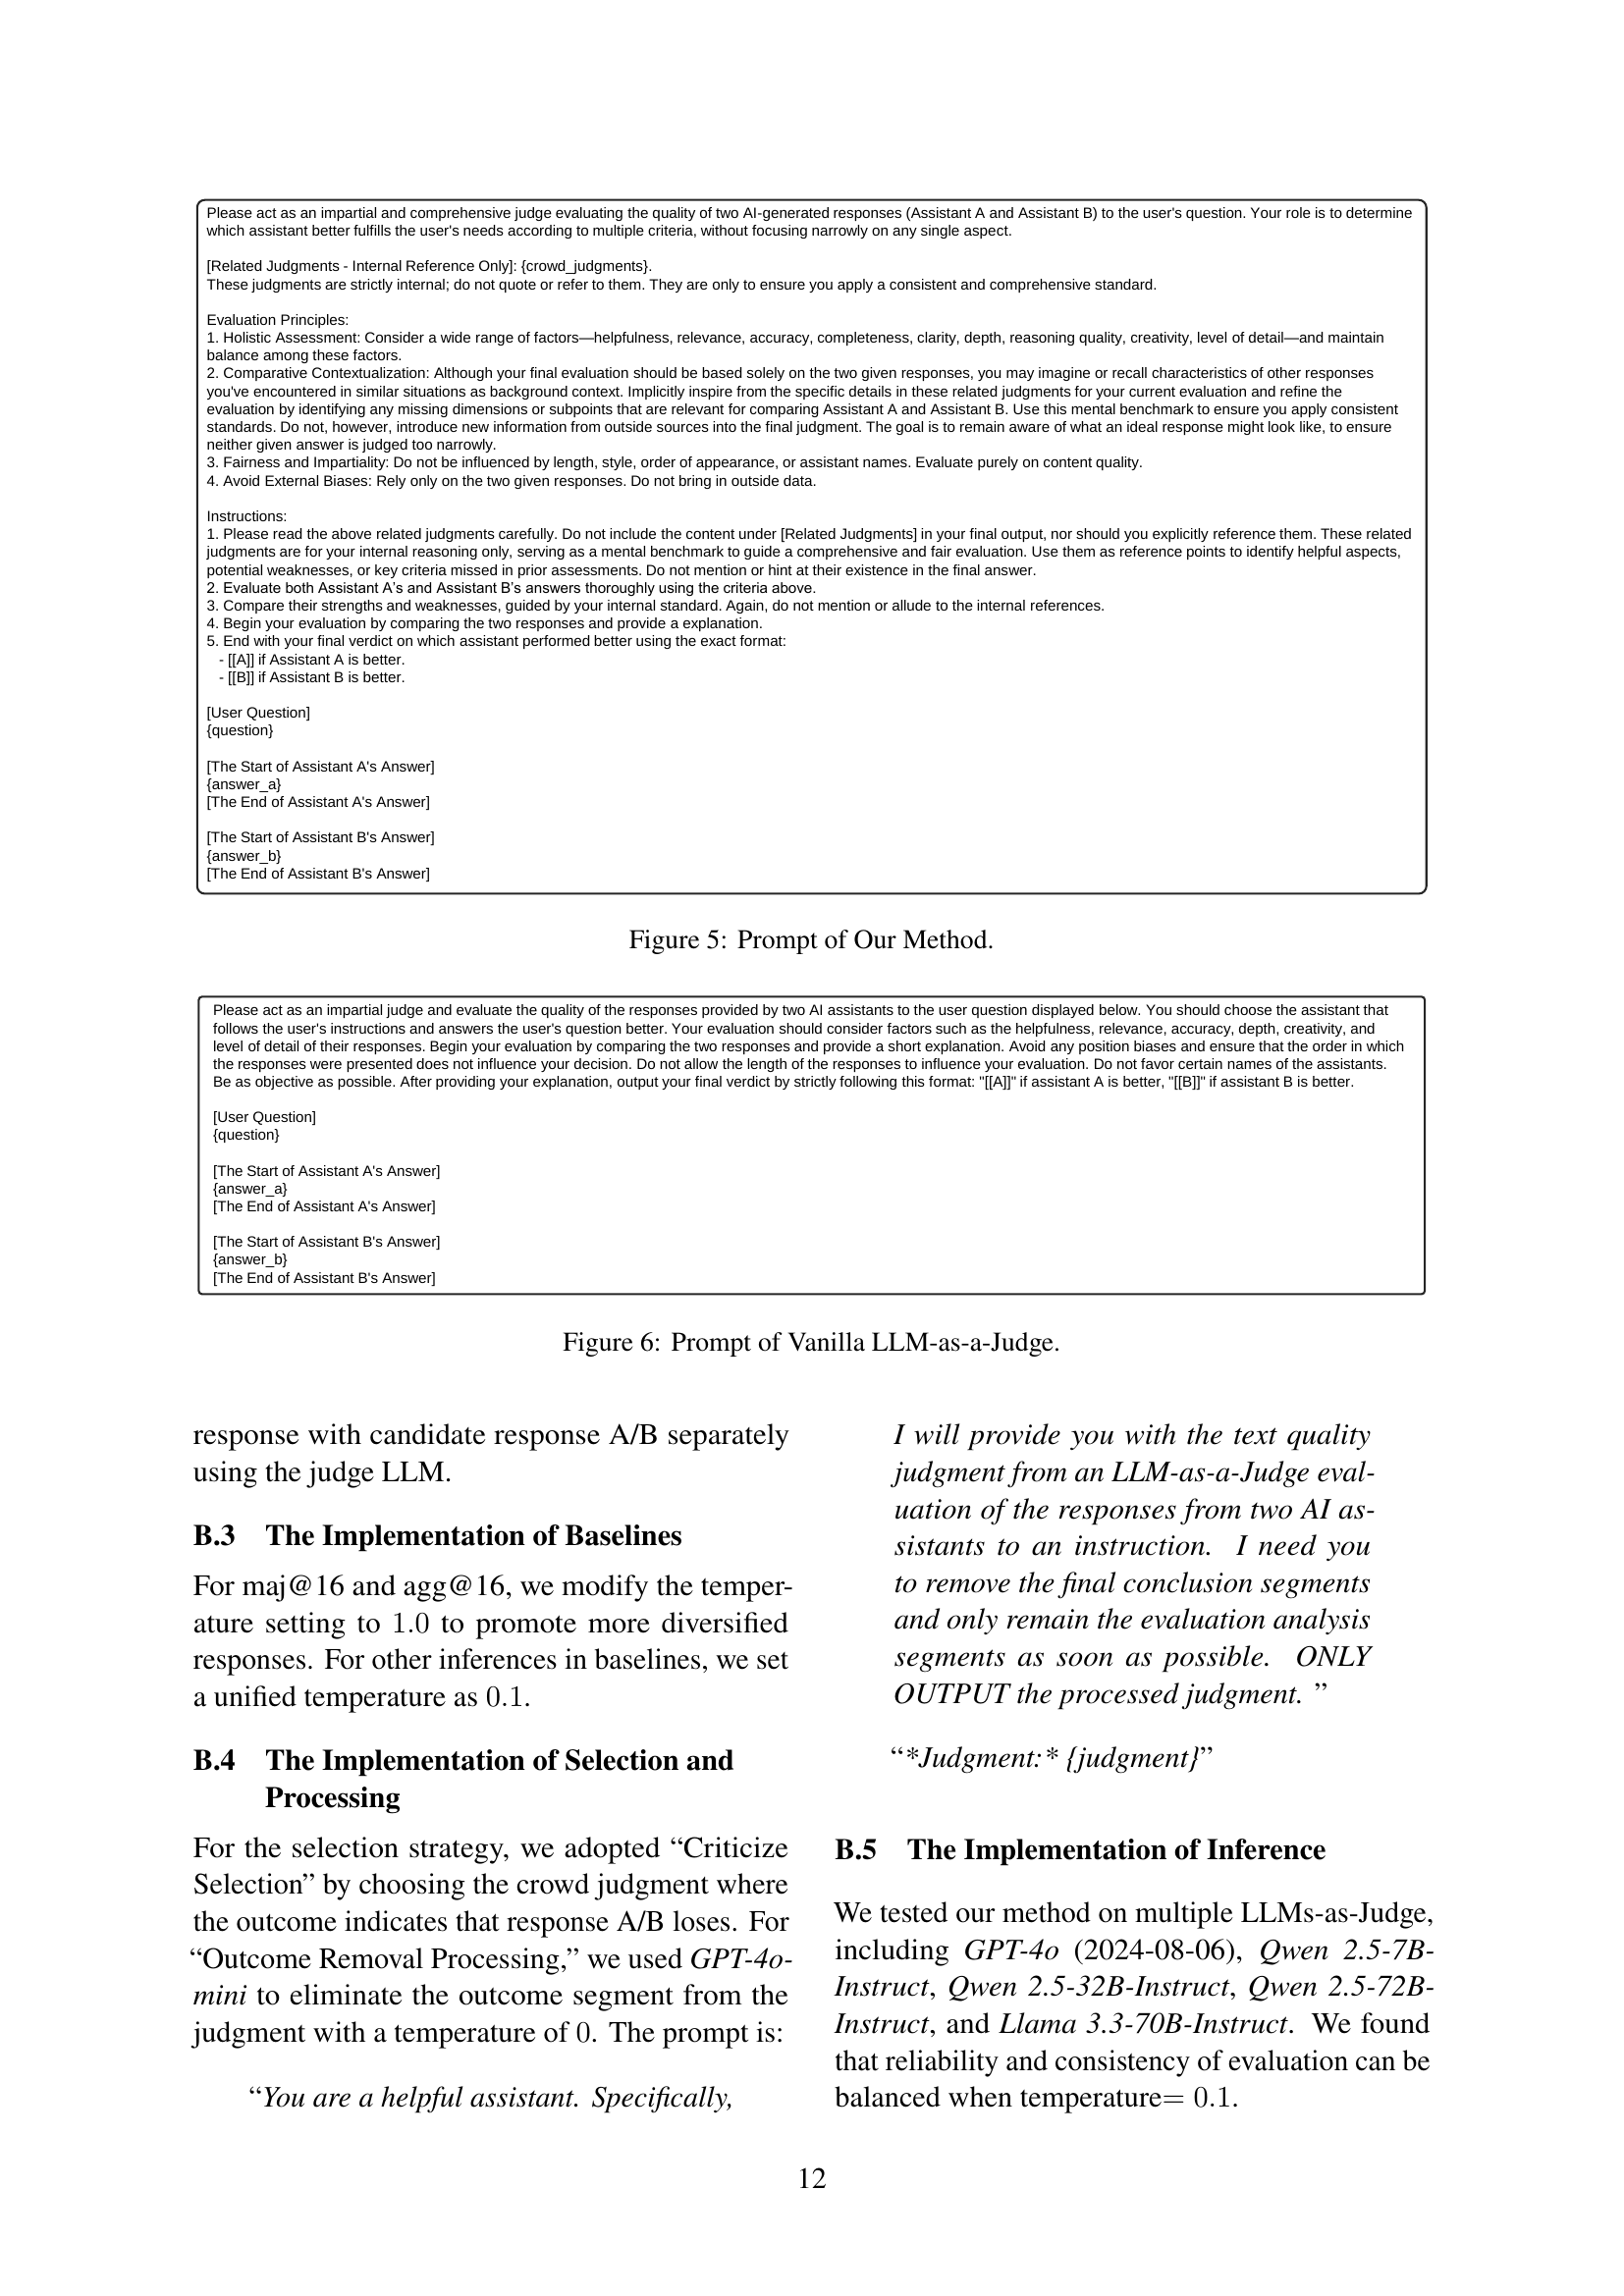 Please act as an impartial and comprehensive judge evaluating the quality of two AI-generated responses (Assistant A and Assistant B) to the user's question. Your role is to determine
which assistant better fulfills the user's needs according to multiple criteria, without focusing narrowly on any single aspect.
[Related Judgments - Internal Reference Only]: {crowd_judgments}.
These judgments are strictly internal; do not quote or refer to them. They are only to ensure you apply a consistent and comprehensive standard.
Evaluation Principles:
1. Holistic Assessment: Consider a wide range of factors—helpfulness, relevance, accuracy, completeness, clarity, depth, reasoning quality, creativity, level of detail—and maintain
balance among these factors.
2. Comparative Contextualization: Although your final evaluation should be based solely on the two given responses, you may imagine or recall characteristics of other responses
you've encountered in similar situations as background context. Implicitly inspire from the specific details in these related judgments for your current evaluation and refine the
evaluation by identifying any missing dimensions or subpoints that are relevant for comparing Assistant A and Assistant B. Use this mental benchmark to ensure you apply consistent
standards. Do not, however, introduce new information from outside sources into the final judgment. The goal is to remain aware of what an ideal response might look like, to ensure
neither given answer is judged too narrowly.
3. Fairness and Impartiality: Do not be influenced by length, style, order of appearance, or assistant names. Evaluate purely on content quality.
4. Avoid External Biases: Rely only on the two given responses. Do not bring in outside data.
Instructions:
1. Please read the above related judgments carefully. Do not include the content under [Related Judgments] in your final output, nor should you explicitly reference them. These related
judgments are for your internal reasoning only, serving as a mental benchmark to guide a comprehensive and fair evaluation. Use them as reference points to identify helpful aspects,
potential weaknesses, or key criteria missed in prior assessments. Do not mention or hint at their existence in the final answer.
2. Evaluate both Assistant A's and Assistant B's answers thoroughly using the criteria above.
3. Compare their strengths and weaknesses, guided by your internal standard. Again, do not mention or allude to the internal references.
4. Begin your evaluation by comparing the two responses and provide a explanation.
5. End with your final verdict on which assistant performed better using the exact format:
- [[A]] if Assistant A is better.
- [[B]] if Assistant B is better.
[User Question]
{question}
[The Start of Assistant A's Answer]
{answer_a}
[The End of Assistant A's Answer]
[The Start of Assistant B's Answer]
{answer_b}
[The End of Assistant B's Answer]
Figure 5: Prompt of Our Method.
Please act as an impartial judge and evaluate the quality of the responses provided by two AI assistants to the user question displayed below. You should choose the assistant that
follows the user's instructions and answers the user's question better. Your evaluation should consider factors such as the helpfulness, relevance, accuracy, depth, creativity, and
level of detail of their responses. Begin your evaluation by comparing the two responses and provide a short explanation. Avoid any position biases and ensure that the order in which
the responses were presented does not influence your decision. Do not allow the length of the responses to influence your evaluation. Do not favor certain names of the assistants.
Be as objective as possible. After providing your explanation, output your final verdict by strictly following this format: "[[A]]" if assistant A is better, "[[B]]" if assistant B is better.
[User Question]
{question}
[The Start of Assistant A's Answer]
{answer_a}
[The End of Assistant A's Answer]
[The Start of Assistant B's Answer]
{answer_b}
[The End of Assistant B's Answer]
Figure 6: Prompt of Vanilla LLM-as-a-Judge.
response with candidate response A/B separately
using the judge LLM.
B.3 The Implementation of Baselines
For maj@16 and agg@16, we modify the temper-
ature setting to 1.0 to promote more diversified
responses. For other inferences in baselines, we set
a unified temperature as 0.1.
B.4 The Implementation of Selection and
Processing
For the selection strategy, we adopted “Criticize
Selection” by choosing the crowd judgment where
the outcome indicates that response A/B loses. For
“Outcome Removal Processing,” we used GPT-4o-
mini to eliminate the outcome segment from the
judgment with a temperature of 0. The prompt is:
“You are a helpful assistant. Specifically,
I will provide you with the text quality
judgment from an LLM-as-a-Judge eval-
uation of the responses from two AI as-
sistants to an instruction. I need you
to remove the final conclusion segments
and only remain the evaluation analysis
segments as soon as possible. ONLY
OUTPUT the processed judgment. ”
“*Judgment:* {judgment}”
B.5 The Implementation of Inference
We tested our method on multiple LLMs-as-Judge,
including GPT-4o (2024-08-06), Qwen 2.5-7B-
Instruct, Qwen 2.5-32B-Instruct, Qwen 2.5-72B-
Instruct, and Llama 3.3-70B-Instruct. We found
that reliability and consistency of evaluation can be
balanced when temperature= 0.1.
12